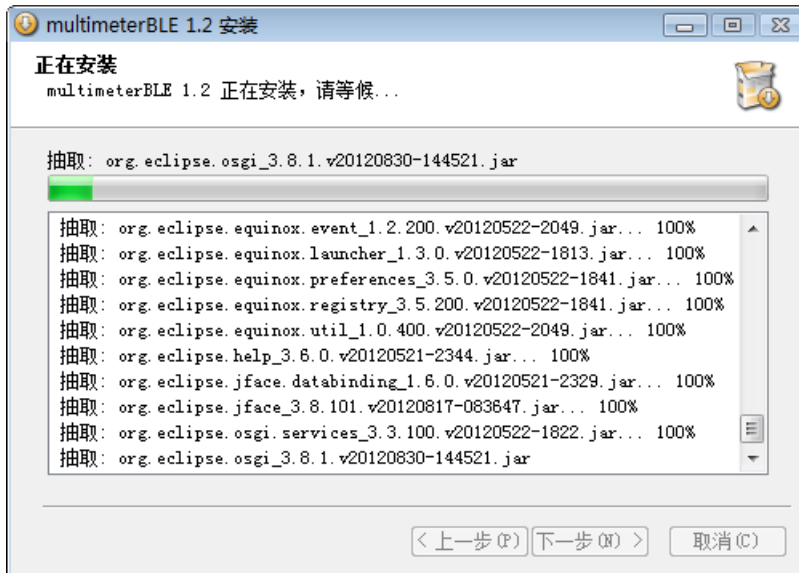 multimeterBLE 1.2 安装
正在安装
multimeterBLE 1.2 正在安装，请等候...
抽取: org.eclipse.osgi_3.8.1.v20120830-144521.jar
抽取: org.eclipse.equinox.event_1.2.200.v20120522-2049.jar... 100%
抽取: org.eclipse.equinox.launcher_1.3.0.v20120522-1813.jar... 100%
抽取: org.eclipse.equinox.preferences_3.5.0.v20120522-1841.jar... 100%
抽取: org.eclipse.equinox.registry_3.5.200.v20120522-1841.jar... 100%
抽取: org.eclipse.equinox.util_1.0.400.v20120522-2049.jar... 100%
抽取: org.eclipse.help_3.6.0.v20120521-2344.jar... 100%
抽取: org.eclipse.jface.databinding_1.6.0.v20120521-2329.jar... 100%
抽取: org.eclipse.jface_3.8.101.v20120817-083647.jar... 100%
抽取: org.eclipse.osgi.services_3.3.100.v20120522-1822.jar... 100%
抽取: org.eclipse.osgi_3.8.1.v20120830-144521.jar
< 上一步(P) 下一步(N) > 取消(C)